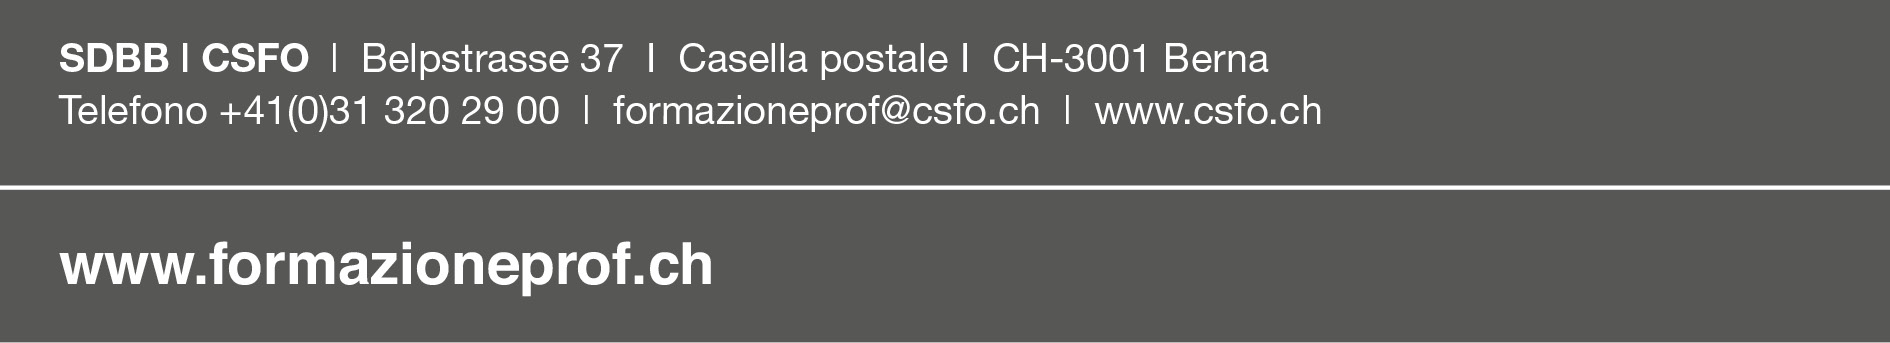 SDBB | CSFO | Belpstrasse 37 | Casella postale | CH-3001 Berna
Telefono +41(0)31 320 29 00 | formazioneprof@csfo.ch | www.csfo.ch
www.formazioneprof.ch